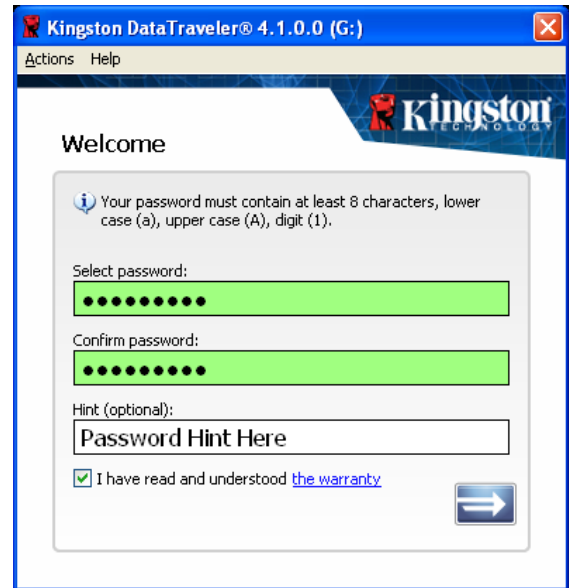 Kingston DataTraveler® 4.1.0.0 (G:)
Actions Help
Kingston
TECHNOLOGY
Welcome
Your password must contain at least 8 characters, lower
case (a), upper case (A), digit (1).
Select password:
●●●●●●●●●
Confirm password:
●●●●●●●●●
Hint (optional):
Password Hint Here
I have read and understood the warranty